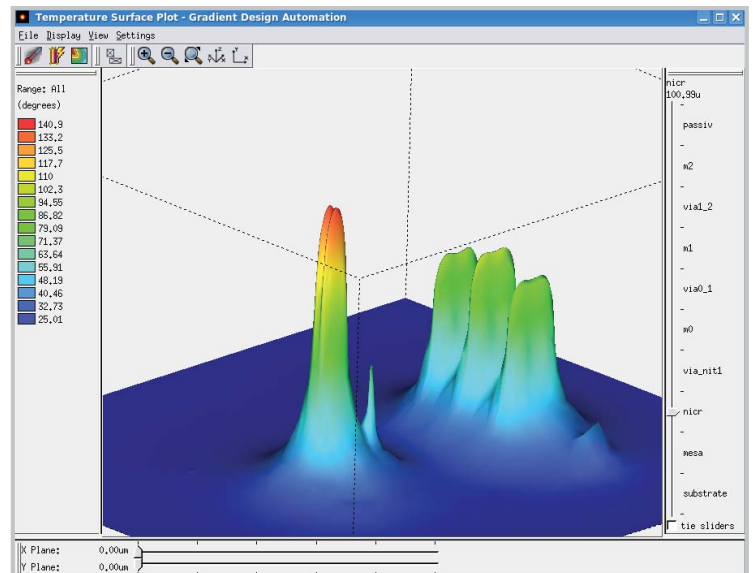 Temperature Surface Plot - Gradient Design Automation
File Display View Settings
Range: All
(degrees)
140.9
133.2
125.5
117.7
110
102.3
94.55
86.82
79.09
71.37
63.64
55.91
48.19
40.46
32.73
25.01
nicr
100.99u
passiv
m2
via1_2
m1
via0_1
m0
via_nit1
nicr
mesa
substrate
tie sliders
X Plane: 0.00um
Y Plane: 0.00um